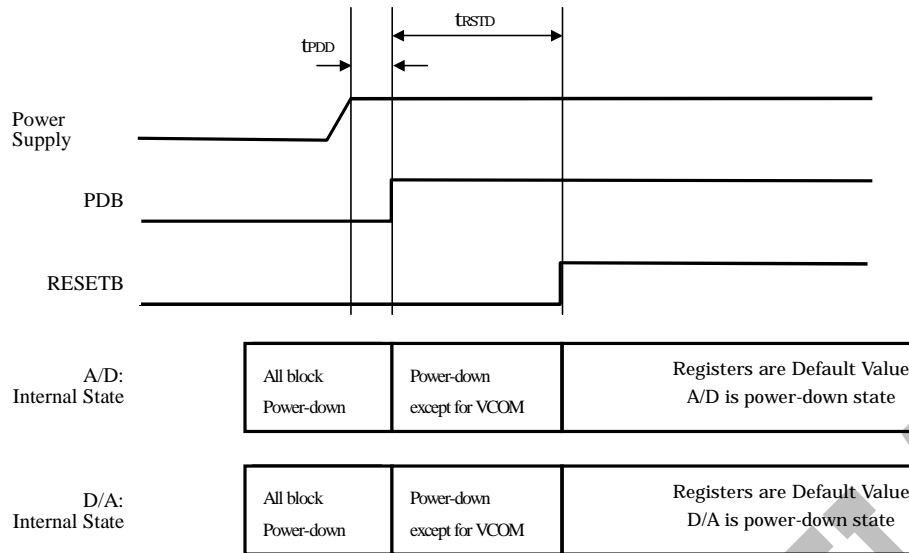 tRSTD
tPDD
Power
Supply
PDB
RESETB
A/D:
Internal State
All block
Power-down
Power-down
except for VCOM
Registers are Default Value
A/D is power-down state
D/A:
Internal State
All block
Power-down
Power-down
except for VCOM
Registers are Default Value
D/A is power-down state